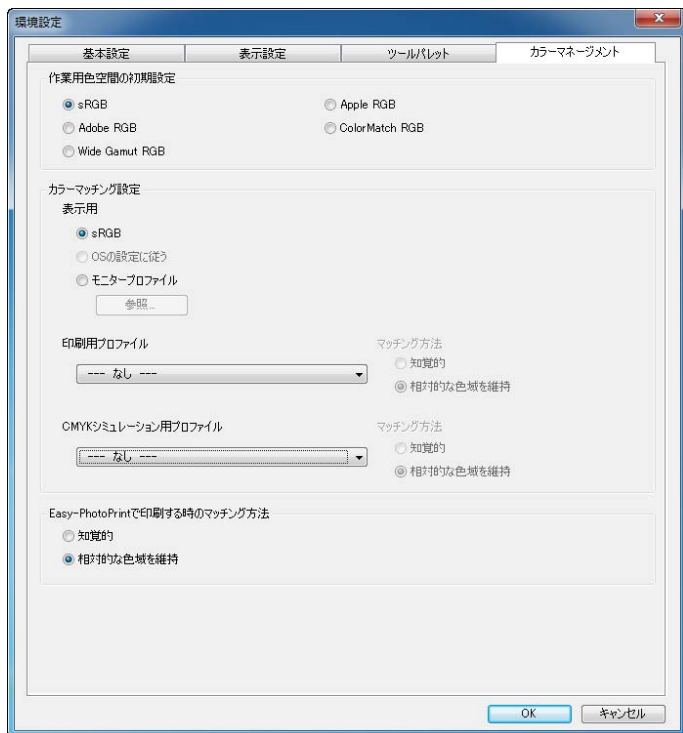 環境設定
基本設定 表示設定 ツールパレット カラーマネージメント
作業用色空間の初期設定
sRGB Apple RGB
Adobe RGB ColorMatch RGB
Wide Gamut RGB
カラーマッチング設定
表示用
sRGB
OSの設定に従う
モニタープロファイル
参照...
印刷用プロファイル マッチング方法
--- なし --- 知覚的
相対的な色域を維持
CMYKシミュレーション用プロファイル マッチング方法
--- なし --- 知覚的
相対的な色域を維持
Easy-PhotoPrintで印刷する時のマッチング方法
知覚的
相対的な色域を維持
OK キャンセル